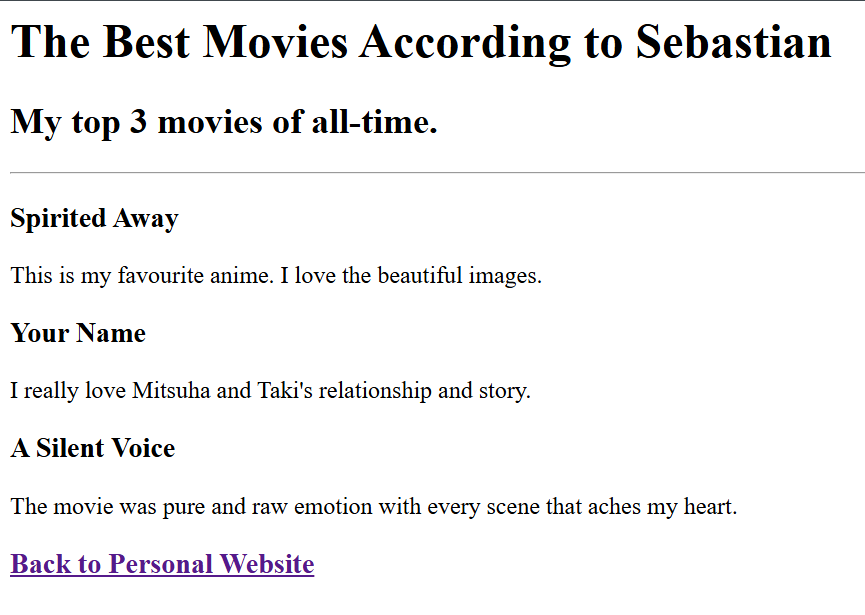 The Best Movies According to Sebastian
My top 3 movies of all-time.
Spirited Away
This is my favourite anime. I love the beautiful images.
Your Name
I really love Mitsuha and Taki's relationship and story.
A Silent Voice
The movie was pure and raw emotion with every scene that aches my heart.
Back to Personal Website